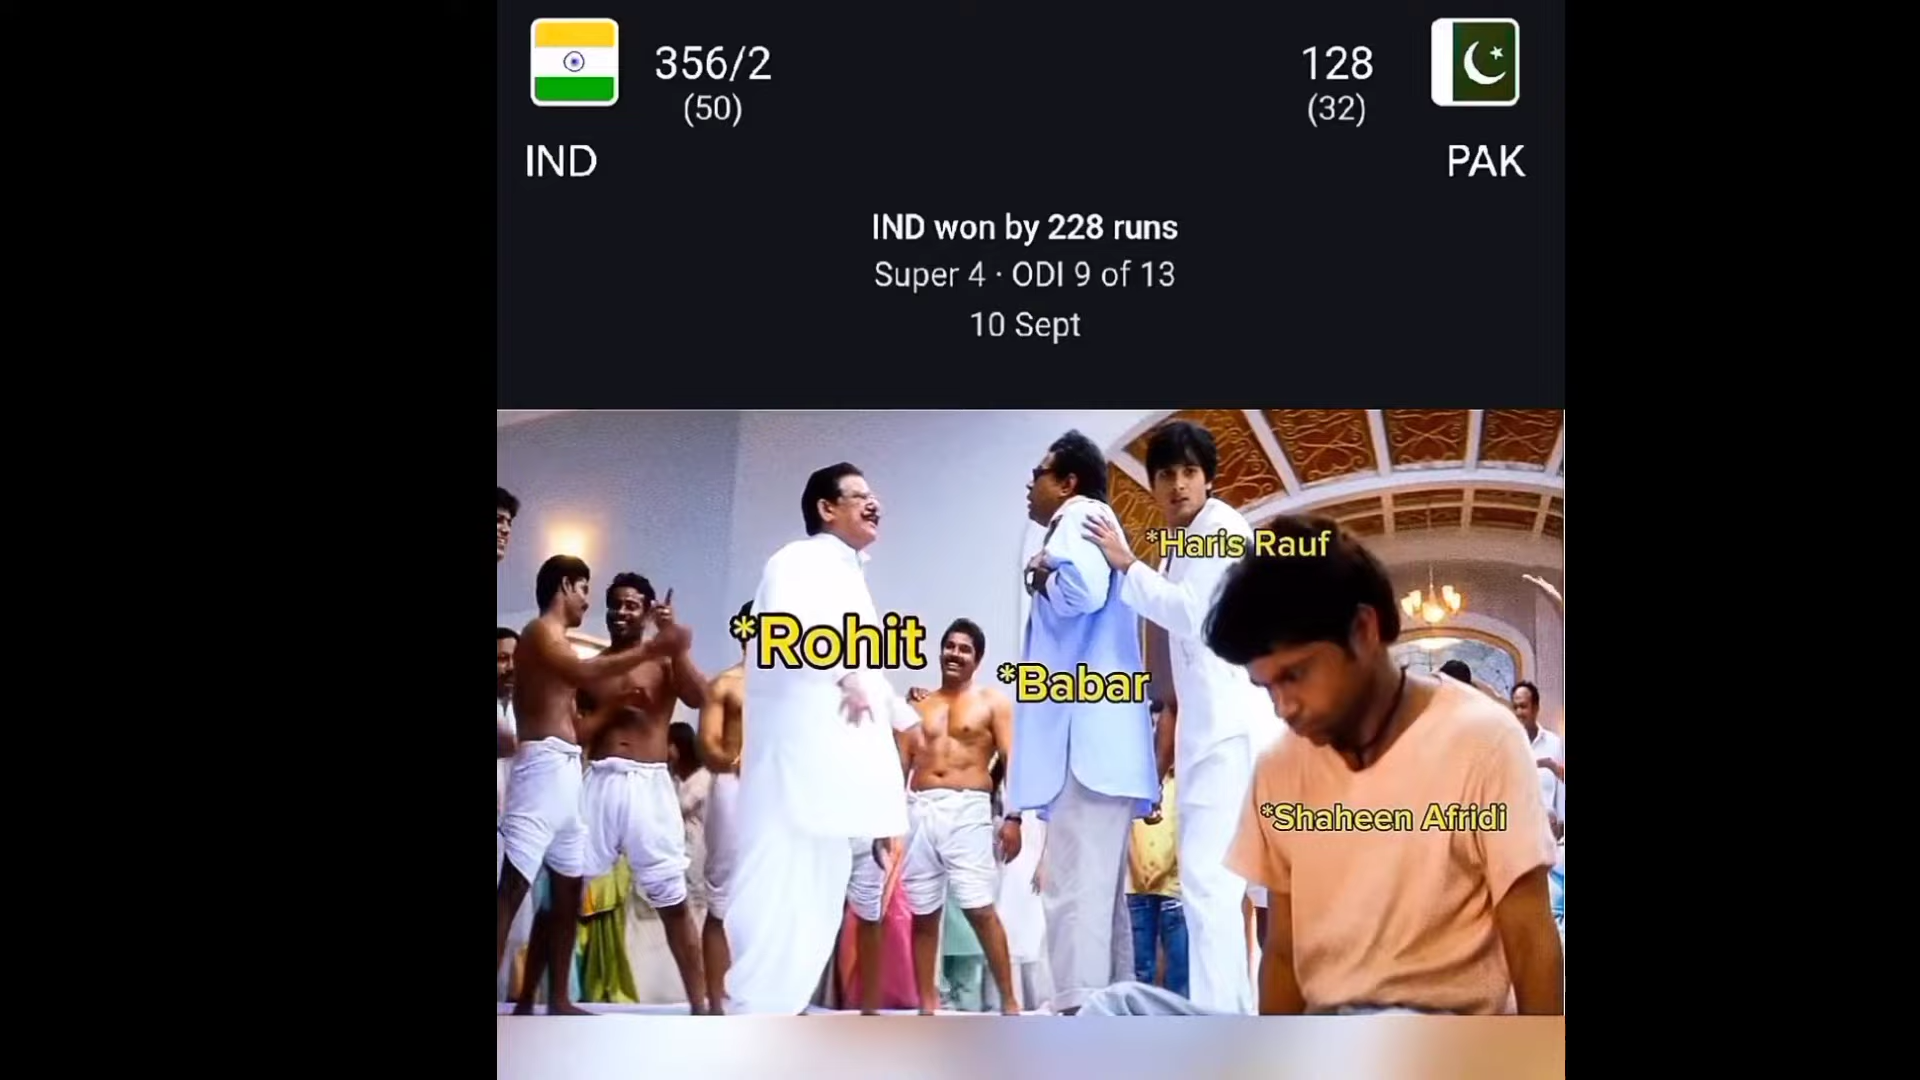 356/2
(50)
128
(32)
IND
PAK
IND won by 228 runs
Super 4 · ODI 9 of 13
10 Sept
*Haris Rauf
*Rohit
*Babar
*Shaheen Afridi